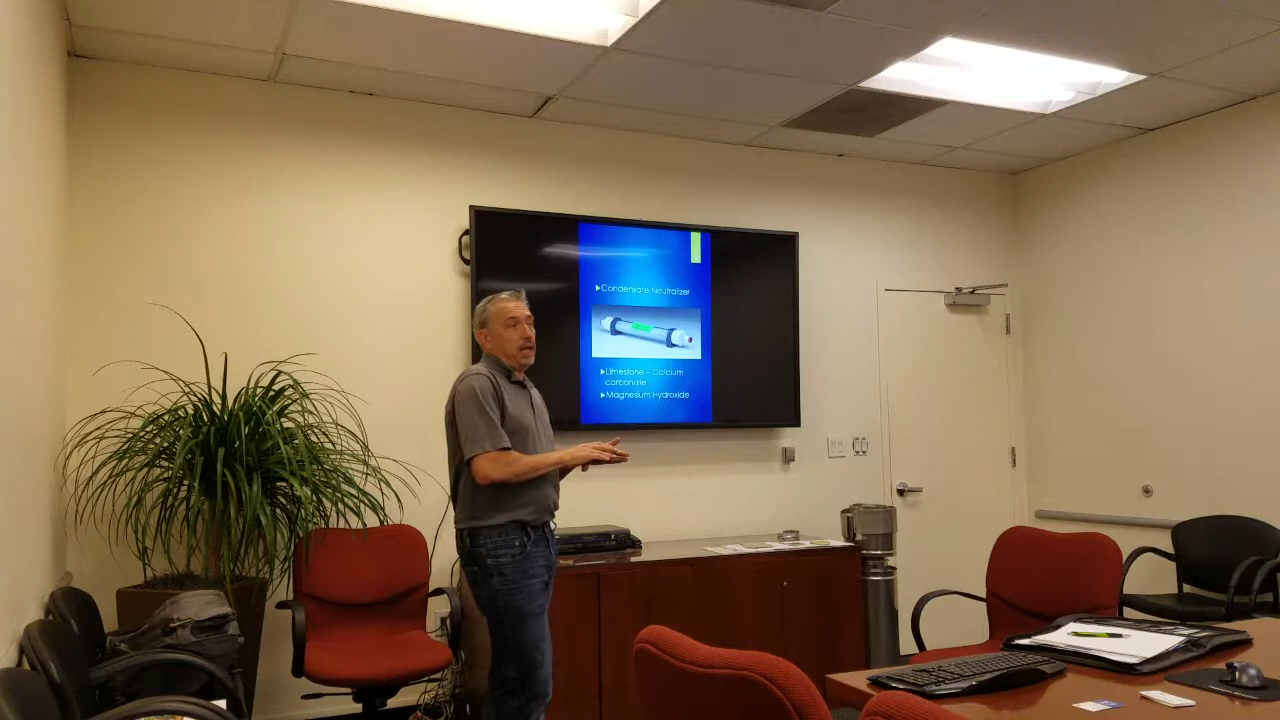 Condensate Neutralizer
Limestone – Calcium
carbonate
Magnesium Hydroxide